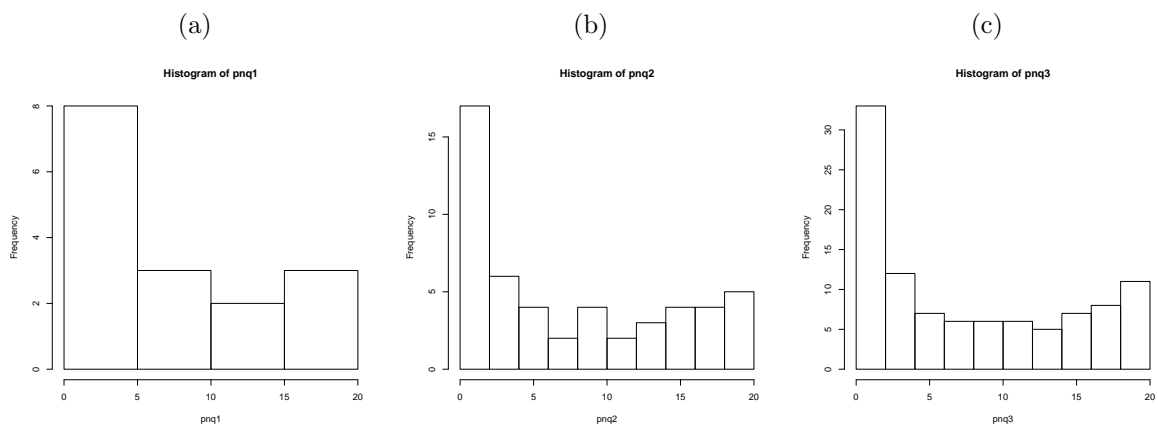 (a)
Histogram of pnq1
Frequency
8
6
4
2
0
0 5 10 15 20
pnq1
(b)
Histogram of pnq2
Frequency
15
10
5
0
0 5 10 15 20
pnq2
(c)
Histogram of pnq3
Frequency
30
25
20
15
10
5
0
0 5 10 15 20
pnq3